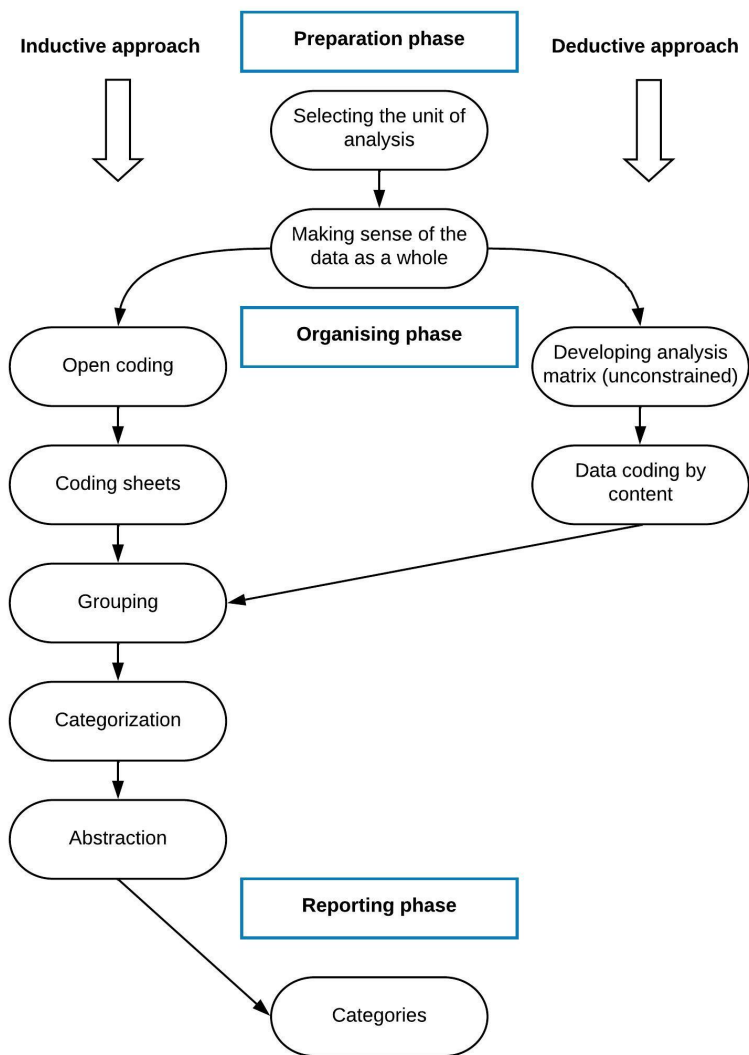 Inductive approach
Preparation phase
Deductive approach
Selecting the unit of
analysis
Making sense of the
data as a whole
Organising phase
Open coding
Developing analysis
matrix (unconstrained)
Coding sheets
Data coding by
content
Grouping
Categorization
Abstraction
Reporting phase
Categories